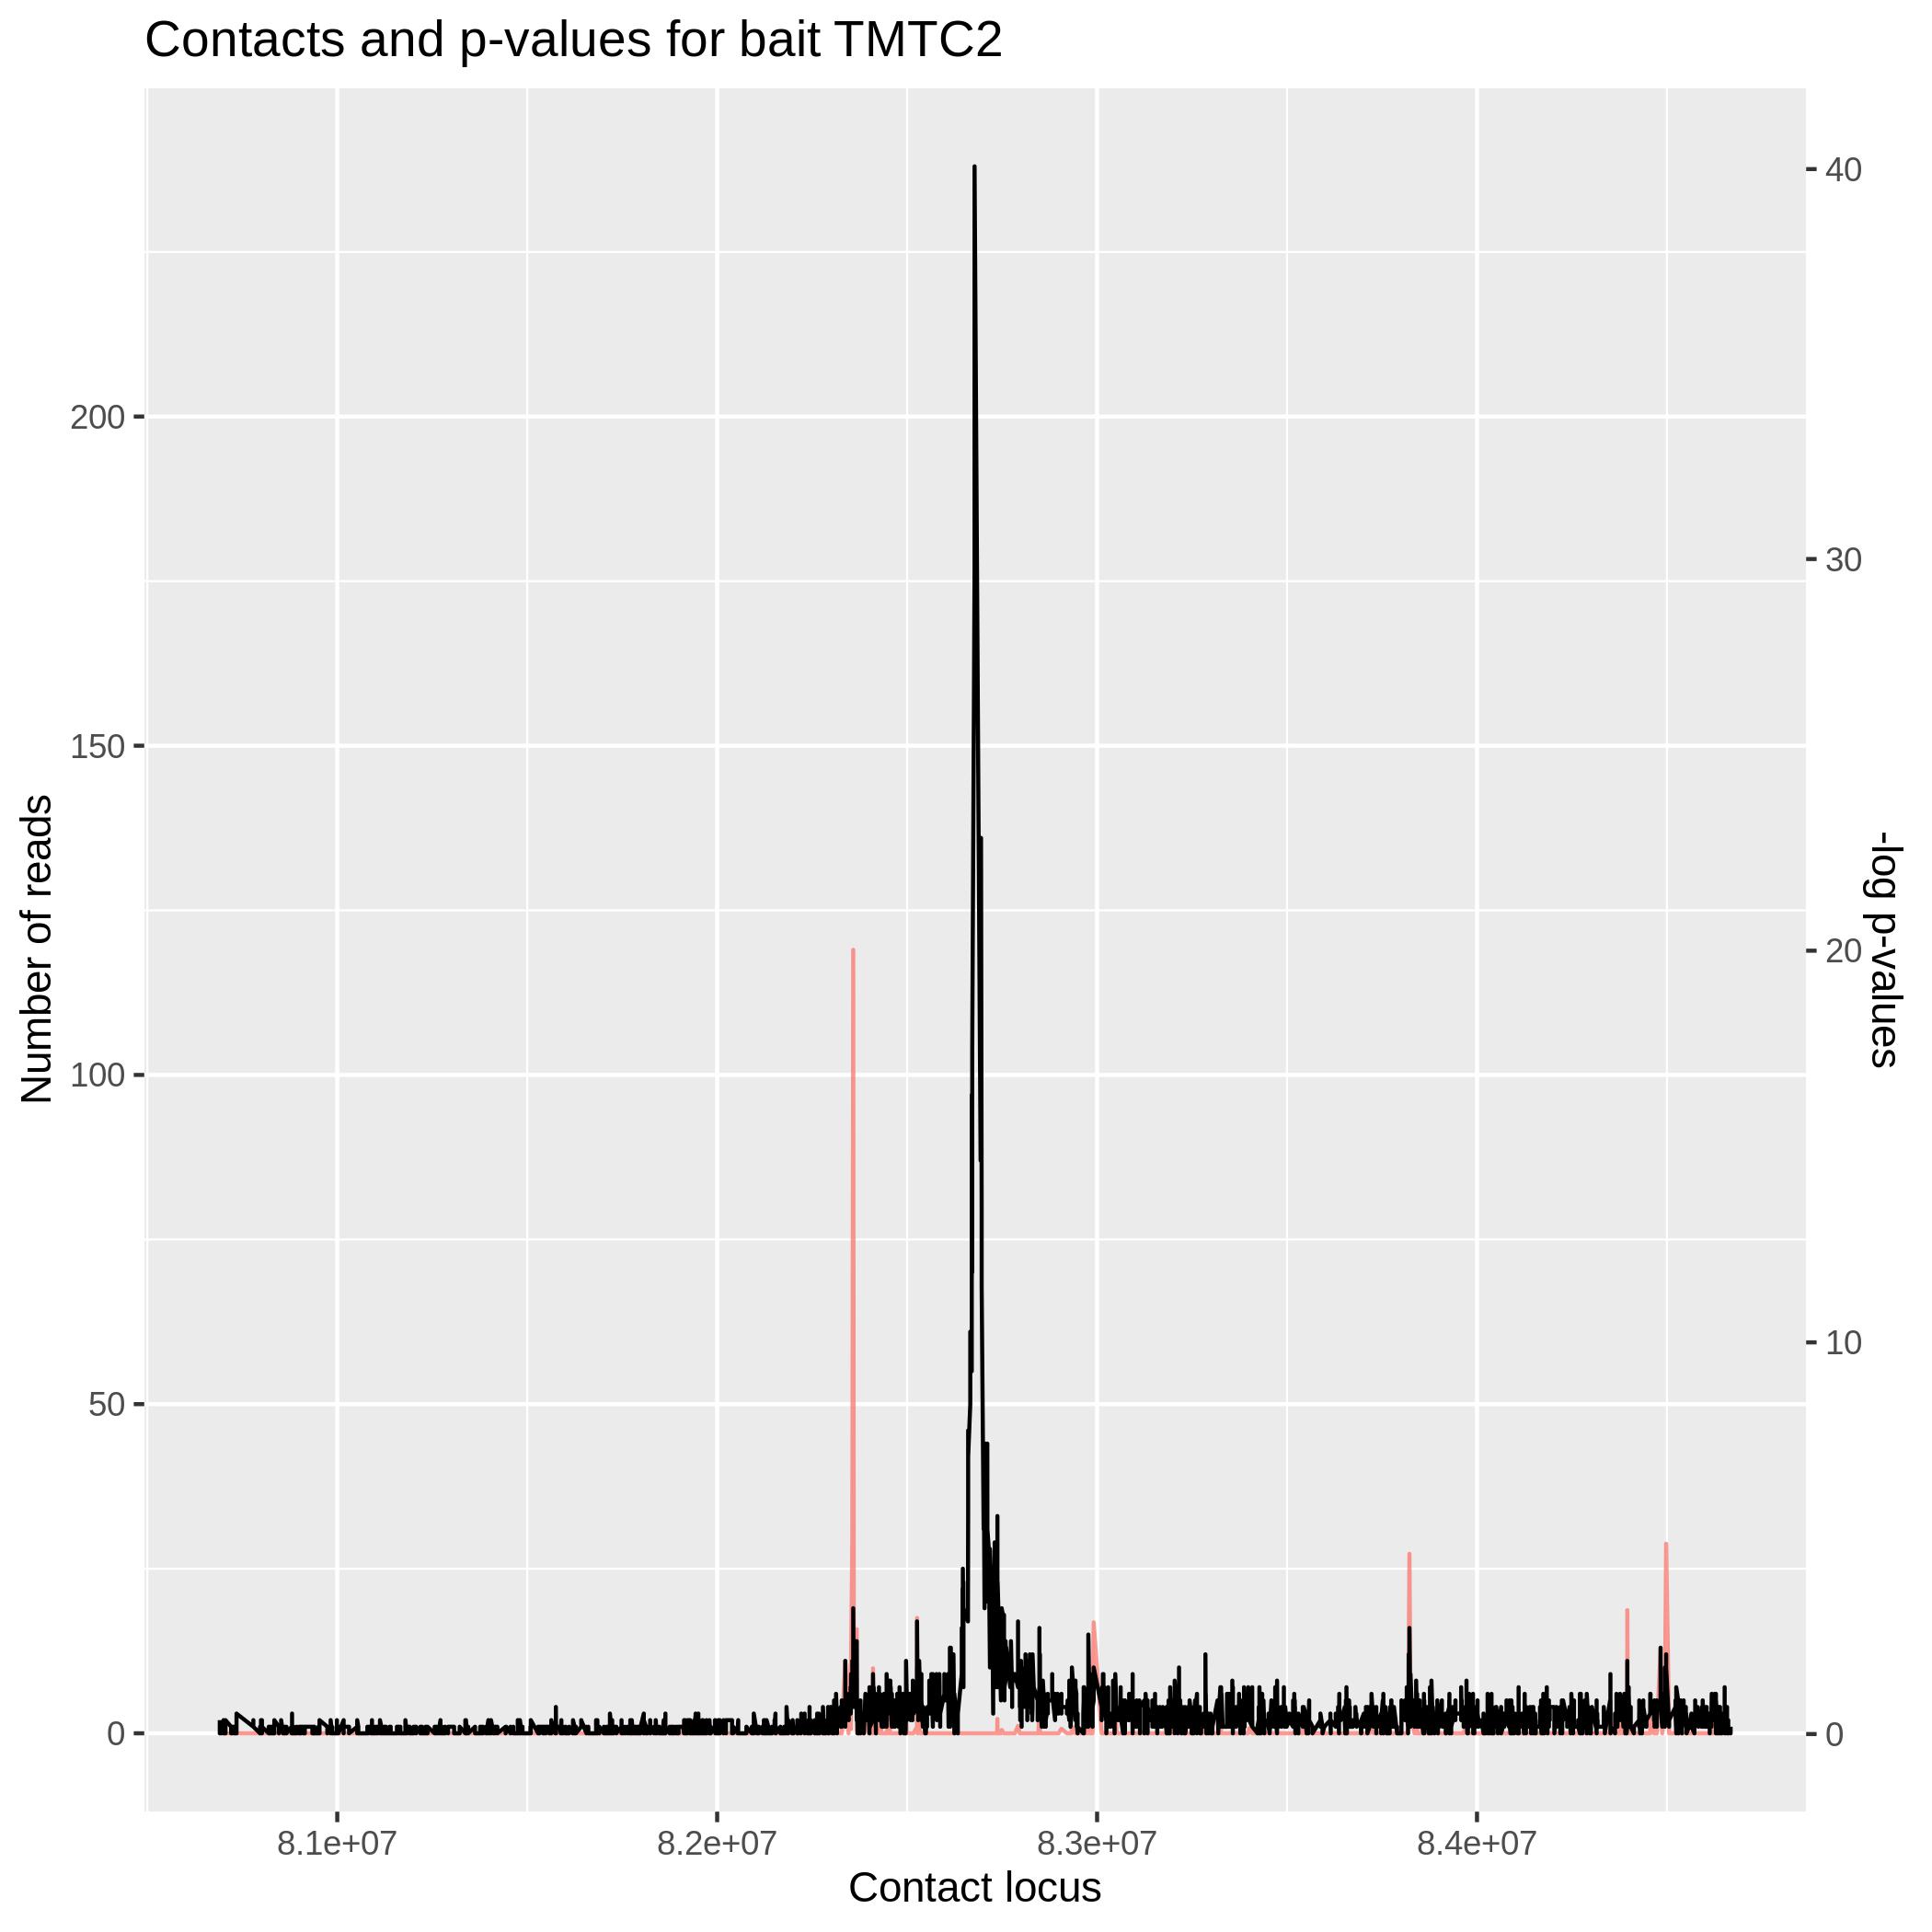 Contacts and p-values for bait TMTC2
Number of reads
200
150
100
50
0
40
30
20
10
0
-log p-values
8.1e+07 8.2e+07 8.3e+07 8.4e+07
Contact locus